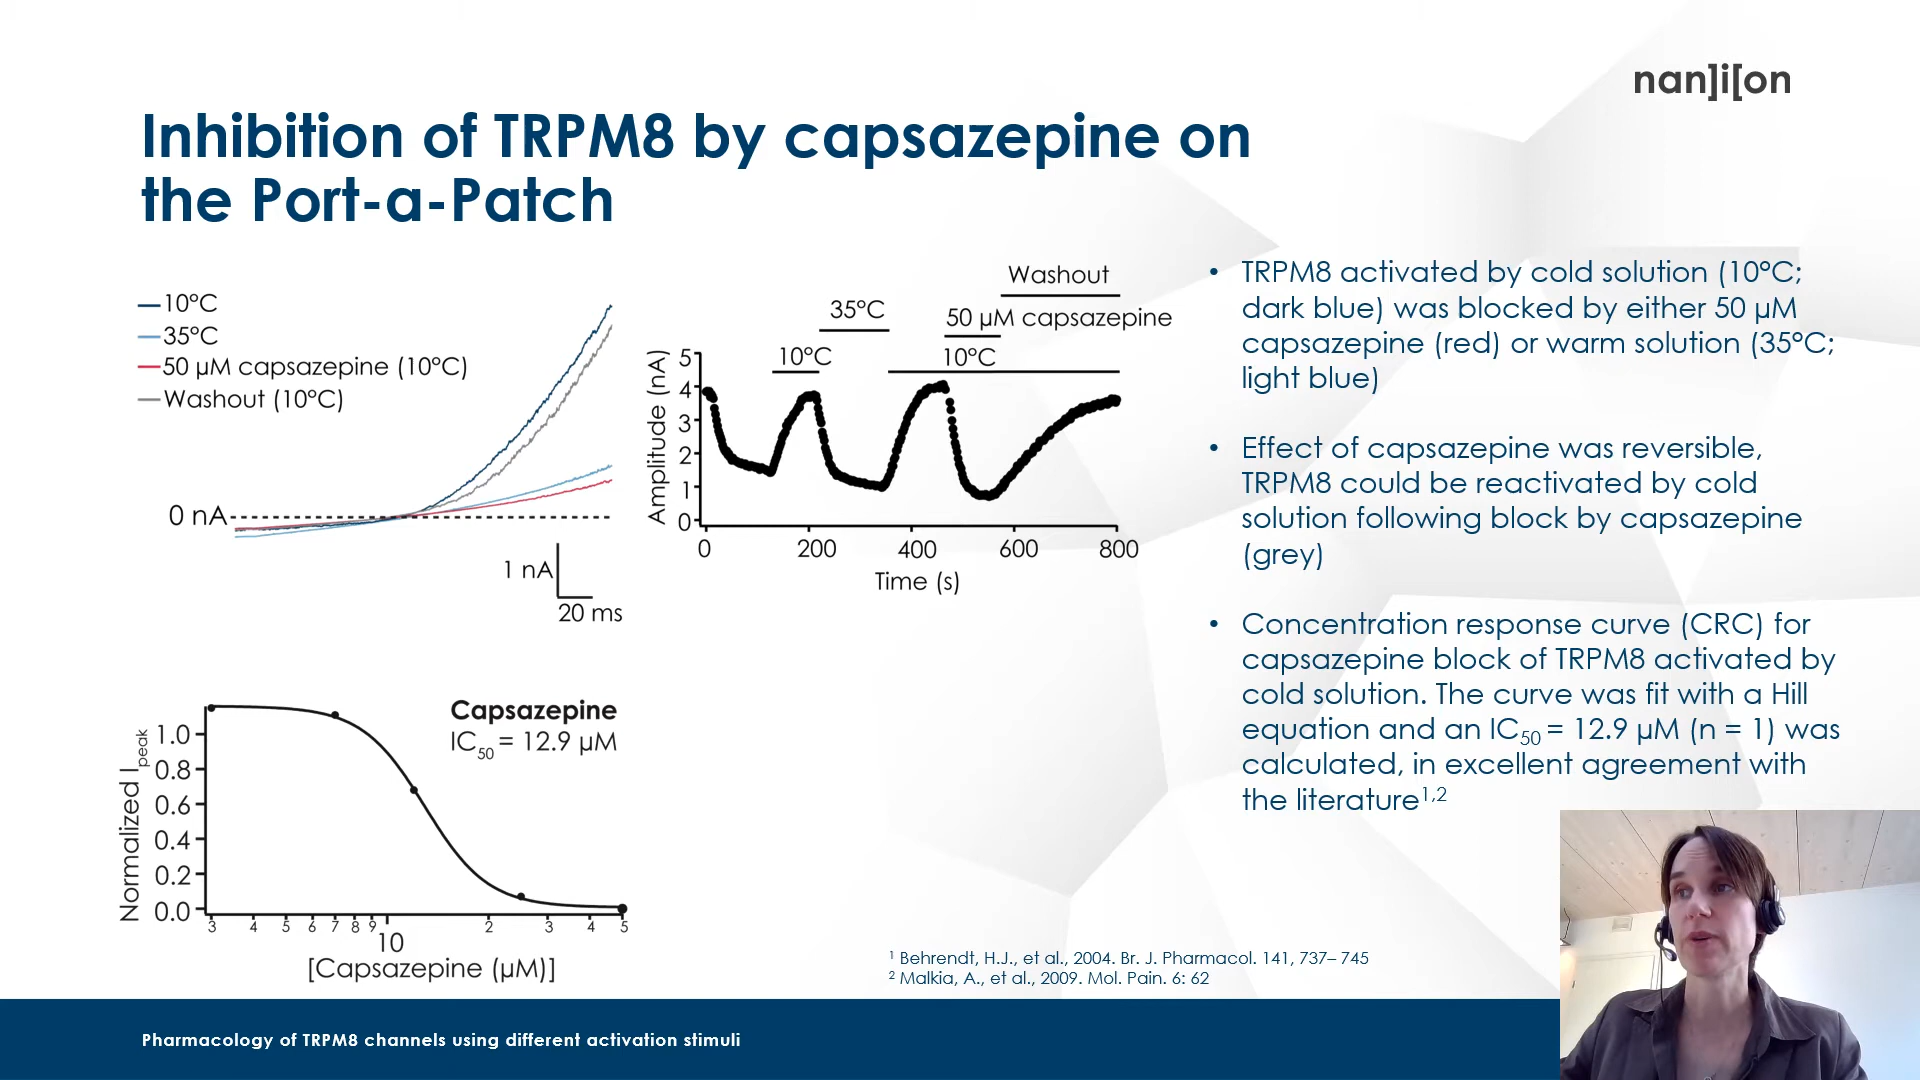 nan]i[on
Inhibition of TRPM8 by capsazepine on
the Port-a-Patch
10°C
35°C
50 µM capsazepine (10°C)
Washout (10°C)
0 nA
1 nA
20 ms
Washout
35°C
50 µM capsazepine
10°C
10°C
Amplitude (nA)
5
4
3
2
1
0
0 200 400 600 800
Time (s)
Capsazepine
IC50 = 12.9 µM
Normalized Ipeak
1.0
0.8
0.6
0.4
0.2
0.0
3 4 5 6 7 8 9 10 2 3 4 5
[Capsazepine (µM)]
• TRPM8 activated by cold solution (10°C;
dark blue) was blocked by either 50 µM
capsazepine (red) or warm solution (35°C;
light blue)
• Effect of capsazepine was reversible,
TRPM8 could be reactivated by cold
solution following block by capsazepine
(grey)
• Concentration response curve (CRC) for
capsazepine block of TRPM8 activated by
cold solution. The curve was fit with a Hill
equation and an IC50 = 12.9 µM (n = 1) was
calculated, in excellent agreement with
the literature1,2
1 Behrendt, H.J., et al., 2004. Br. J. Pharmacol. 141, 737– 745
2 Malkia, A., et al., 2009. Mol. Pain. 6: 62
Pharmacology of TRPM8 channels using different activation stimuli